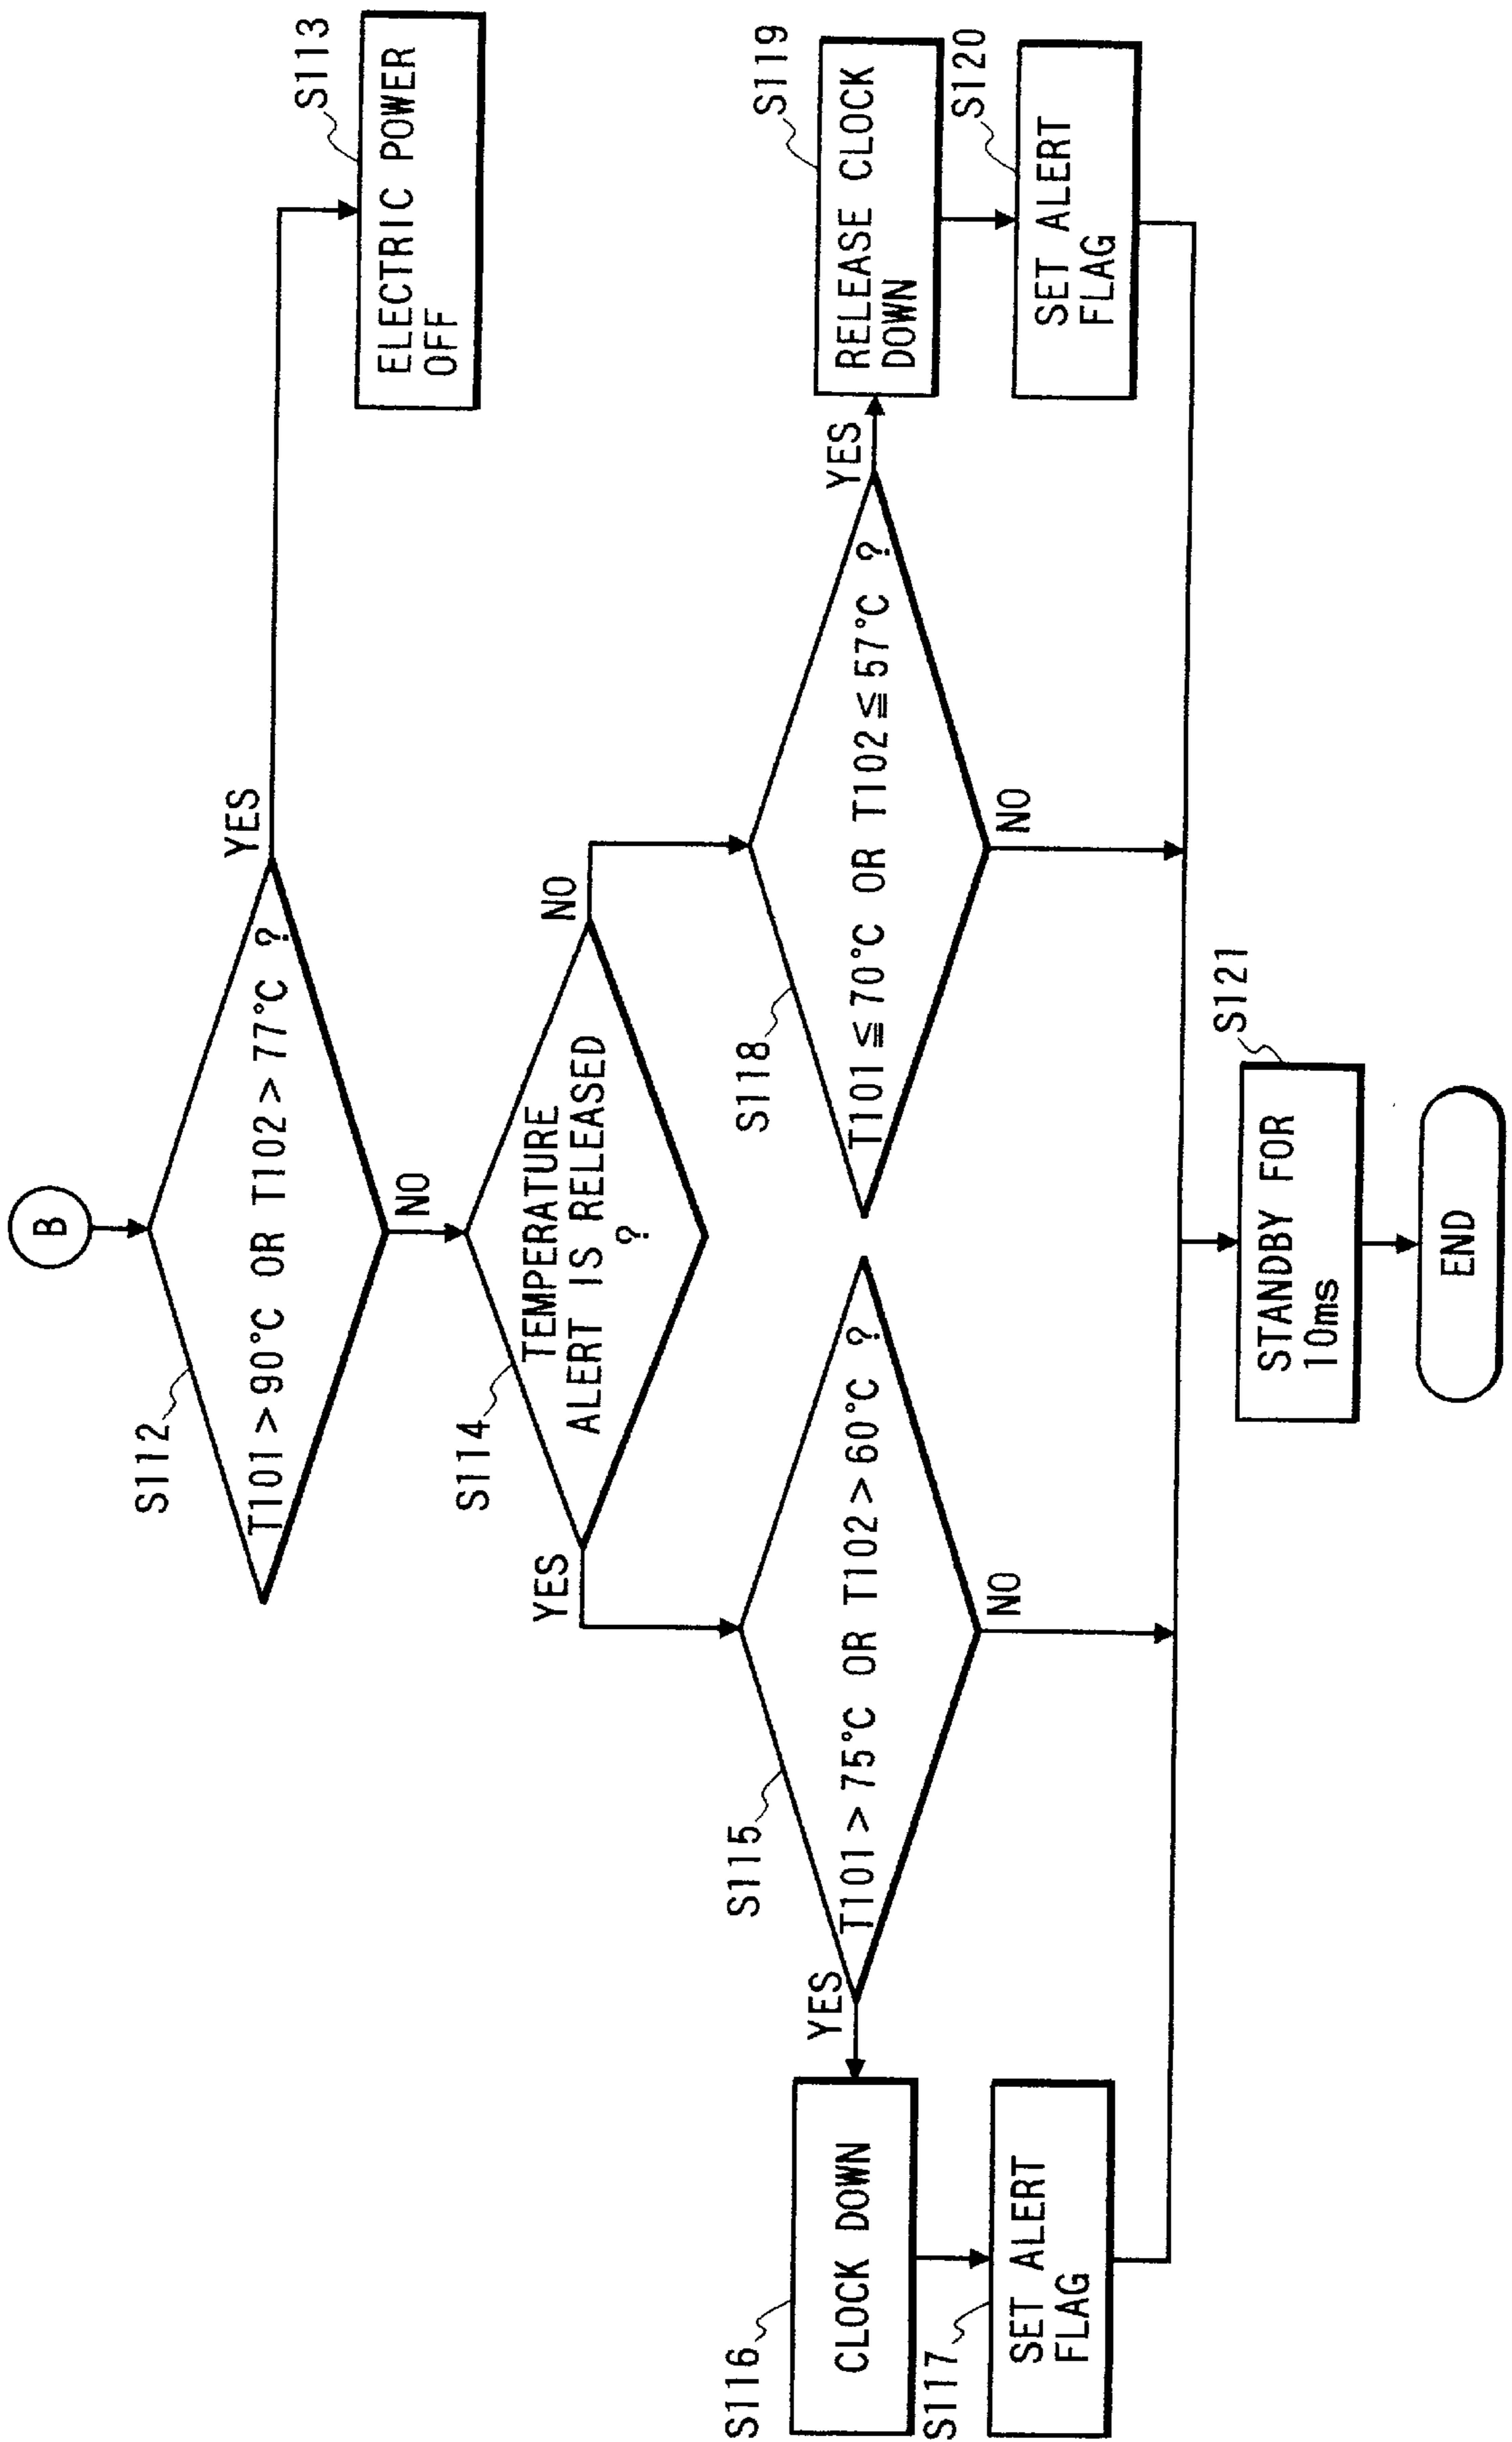 B
S112
T101 > 90°C OR T102 > 77°C ?
YES
S113
ELECTRIC POWER
OFF
NO
S114
TEMPERATURE
ALERT IS RELEASED
?
YES
NO
S115
T101 > 75°C OR T102 > 60°C ?
YES
NO
S116
CLOCK DOWN
S117
SET ALERT
FLAG
S118
T101 ≦ 70°C OR T102 ≦ 57°C ?
YES
NO
S119
RELEASE CLOCK
DOWN
S120
SET ALERT
FLAG
S121
STANDBY FOR
10ms
END